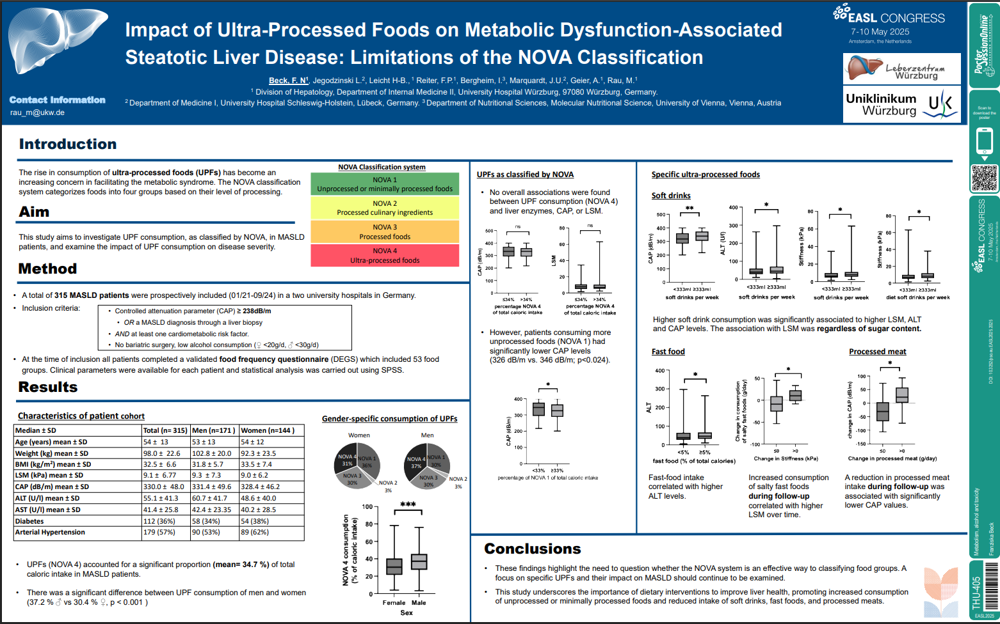 Impact of Ultra-Processed Foods on Metabolic Dysfunction-Associated
Steatotic Liver Disease: Limitations of the NOVA Classification
Beck, F. N¹, Jegodzinski L.², Leicht H-B., ¹ Reiter, F.P.¹, Bergheim, I.³, Marquardt, J.U.², Geier, A.¹, Rau, M.¹
¹ Division of Hepatology, Department of Internal Medicine II, University Hospital Würzburg, 97080 Würzburg, Germany.
² Department of Medicine I, University Hospital Schleswig-Holstein, Lübeck, Germany. ³ Department of Nutritional Sciences, Molecular Nutritional Science, University of Vienna, Vienna, Austria
Contact Information
rau_m@ukw.de
EASL CONGRESS
7-10 May 2025
Amsterdam, the Netherlands
Leberzentrum
Würzburg
Uniklinikum
Würzburg
UK
Introduction
The rise in consumption of ultra-processed foods (UPFs) has become an
increasing concern in facilitating the metabolic syndrome. The NOVA classification
system categorizes foods into four groups based on their level of processing.
NOVA Classification system
NOVA 1
Unprocessed or minimally processed foods
NOVA 2
Processed culinary ingredients
NOVA 3
Processed foods
NOVA 4
Ultra-processed foods
Aim
This study aims to investigate UPF consumption, as classified by NOVA, in MASLD
patients, and examine the impact of UPF consumption on disease severity.
Method
• A total of 315 MASLD patients were prospectively included (01/21-09/24) in a two university hospitals in Germany.
• Inclusion criteria:
• Controlled attenuation parameter (CAP) ≥ 238dB/m
• OR a MASLD diagnosis through a liver biopsy
• AND at least one cardiometabolic risk factor.
• No bariatric surgery, low alcohol consumption (♀ <20g/d, ♂ <30g/d)
• At the time of inclusion all patients completed a validated food frequency questionnaire (DEGS) which included 53 food
groups. Clinical parameters were available for each patient and statistical analysis was carried out using SPSS.
Results
Characteristics of patient cohort
Median ± SD Total (n= 315) Men (n=171 ) Women (n=144 )
Age (years) mean ± SD 54 ± 13 53 ± 13 54 ± 12
Weight (kg) mean ± SD 98.0 ± 22.6 102.8 ± 20.0 92.3 ± 23.5
BMI (kg/m²) mean ± SD 32.5 ± 6.6 31.8 ± 5.7 33.5 ± 7.4
LSM (kPa) mean ± SD 9.1 ± 6.77 9.3 ± 7.3 9.0 ± 6.2
CAP (dB/m) mean ± SD 330.0 ± 48.0 331.4 ± 49.6 328.4 ± 46.2
ALT (U/l) mean ± SD 55.1 ± 41.3 60.7 ± 41.7 48.6 ± 40.0
AST (U/l) mean ± SD 41.4 ± 25.8 42.4 ± 23.35 40.2 ± 28.5
Diabetes 112 (36%) 58 (34%) 54 (38%)
Arterial Hypertension 179 (57%) 90 (53%) 89 (62%)
• UPFs (NOVA 4) accounted for a significant proportion (mean= 34.7 %) of total
caloric intake in MASLD patients.
• There was a significant difference between UPF consumption of men and women
(37.2 % ♂ vs 30.4 % ♀, p < 0.001 )
Gender-specific consumption of UPFs
Women
NOVA 4
31%
NOVA 1
36%
NOVA 3
30%
NOVA 2
3%
Men
NOVA 4
37%
NOVA 1
30%
NOVA 3
30%
NOVA 2
3%
NOVA 4 consumption
(% of caloric intake)
100
80
60
40
20
0
***
Female Male
Sex
UPFs as classified by NOVA
• No overall associations were found
between UPF consumption (NOVA 4)
and liver enzymes, CAP, or LSM.
CAP (dB/m)
500
400
300
200
100
0
ns
≤34% >34%
percentage NOVA 4
of total caloric intake
LSM
80
60
40
20
0
ns
≤34% >34%
percentage NOVA 4
of total caloric intake
• However, patients consuming more
unprocessed foods (NOVA 1) had
significantly lower CAP levels
(326 dB/m vs. 346 dB/m; p<0.024).
CAP (dB/m)
400
300
200
100
0
*
<33% ≥33%
percentage of NOVA 1 of total caloric intake
Specific ultra-processed foods
Soft drinks
CAP (dB/m)
500
400
300
200
100
0
**
<333ml ≥333ml
soft drinks per week
ALT (U/l)
400
300
200
100
0
*
<333ml ≥333ml
soft drinks per week
Stiffness (kPa)
80
60
40
20
0
*
<333ml ≥333ml
soft drinks per week
Stiffness (kPa)
80
60
40
20
0
*
<333ml ≥333ml
diet soft drinks per week
Higher soft drink consumption was significantly associated to higher LSM, ALT
and CAP levels. The association with LSM was regardless of sugar content.
Fast food
ALT
400
300
200
100
0
*
<5% ≥5%
fast food (% of total calories)
Fast-food intake
correlated with higher
ALT levels.
Change in consumption
of salty fast foods (g/day)
50
0
-50
-100
*
≤0 >0
Change in Stiffness (kPa)
Increased consumption
of salty fast foods
during follow-up
correlated with higher
LSM over time.
Processed meat
change in CAP (dB/m)
100
50
0
-50
-100
-150
*
≤0 >0
Change in processed meat (g/day)
A reduction in processed meat
intake during follow-up was
associated with significantly
lower CAP values.
Conclusions
• These findings highlight the need to question whether the NOVA system is an effective way to classifying food groups. A
focus on specific UPFs and their impact on MASLD should continue to be examined.
• This study underscores the importance of dietary interventions to improve liver health, promoting increased consumption
of unprocessed or minimally processed foods and reduced intake of soft drinks, fast foods, and processed meats.
Poster
SessionOnline
Scan to
download the
poster
EASL CONGRESS
7-10 May 2025
Amsterdam, the Netherlands
Metabolism, alcohol and toxicity
Franziska Beck
THU-405
EASL2025